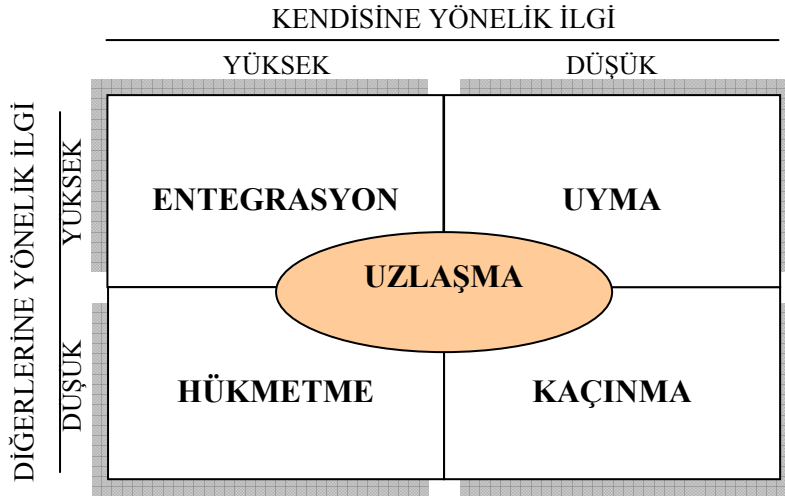 KENDİSİNE YÖNELİK İLGİ
YÜKSEK
DÜŞÜK
DİĞERLERİNE YÖNELİK İLGİ
YÜKSEK
DÜŞÜK
ENTEGRASYON
UYMA
UZLAŞMA
HÜKMETME
KAÇINMA